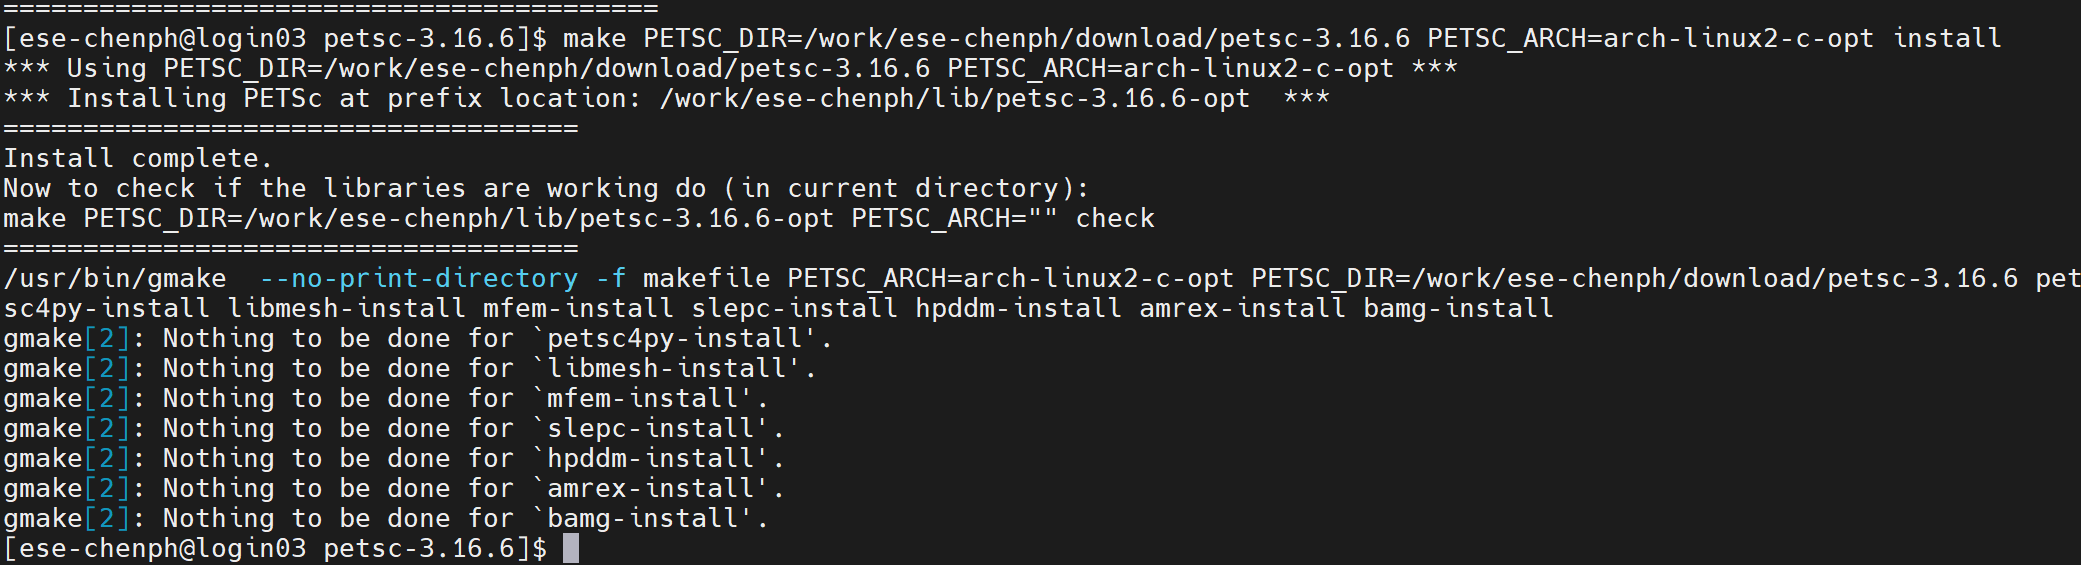 =========================================
[ese-chenph@login03 petsc-3.16.6]$ make PETSC_DIR=/work/ese-chenph/download/petsc-3.16.6 PETSC_ARCH=arch-linux2-c-opt install
*** Using PETSC_DIR=/work/ese-chenph/download/petsc-3.16.6 PETSC_ARCH=arch-linux2-c-opt ***
*** Installing PETSc at prefix location: /work/ese-chenph/lib/petsc-3.16.6-opt  ***
====================================
Install complete.
Now to check if the libraries are working do (in current directory):
make PETSC_DIR=/work/ese-chenph/lib/petsc-3.16.6-opt PETSC_ARCH="" check
====================================
/usr/bin/gmake  --no-print-directory -f makefile PETSC_ARCH=arch-linux2-c-opt PETSC_DIR=/work/ese-chenph/download/petsc-3.16.6 pet
sc4py-install libmesh-install mfem-install slepc-install hpddm-install amrex-install bamg-install
gmake[2]: Nothing to be done for `petsc4py-install'.
gmake[2]: Nothing to be done for `libmesh-install'.
gmake[2]: Nothing to be done for `mfem-install'.
gmake[2]: Nothing to be done for `slepc-install'.
gmake[2]: Nothing to be done for `hpddm-install'.
gmake[2]: Nothing to be done for `amrex-install'.
gmake[2]: Nothing to be done for `bamg-install'.
[ese-chenph@login03 petsc-3.16.6]$